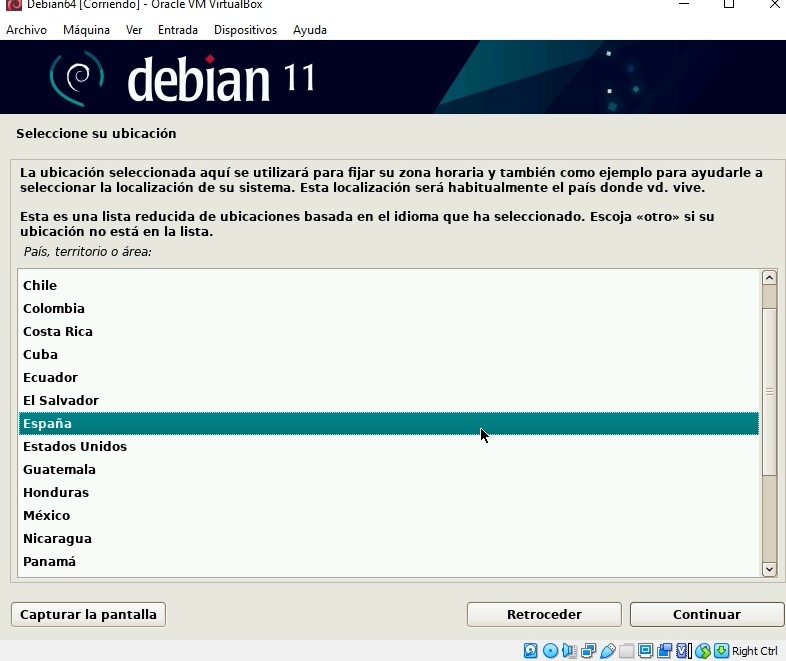 Debian64 [Corriendo] - Oracle VM VirtualBox
Archivo Máquina Ver Entrada Dispositivos Ayuda
debian 11
Seleccione su ubicación
La ubicación seleccionada aquí se utilizará para fijar su zona horaria y también como ejemplo para ayudarle a
seleccionar la localización de su sistema. Esta localización será habitualmente el país donde vd. vive.
Esta es una lista reducida de ubicaciones basada en el idioma que ha seleccionado. Escoja «otro» si su
ubicación no está en la lista.
País, territorio o área:
Chile
Colombia
Costa Rica
Cuba
Ecuador
El Salvador
España
Estados Unidos
Guatemala
Honduras
México
Nicaragua
Panamá
Capturar la pantalla Retroceder Continuar
Right Ctrl